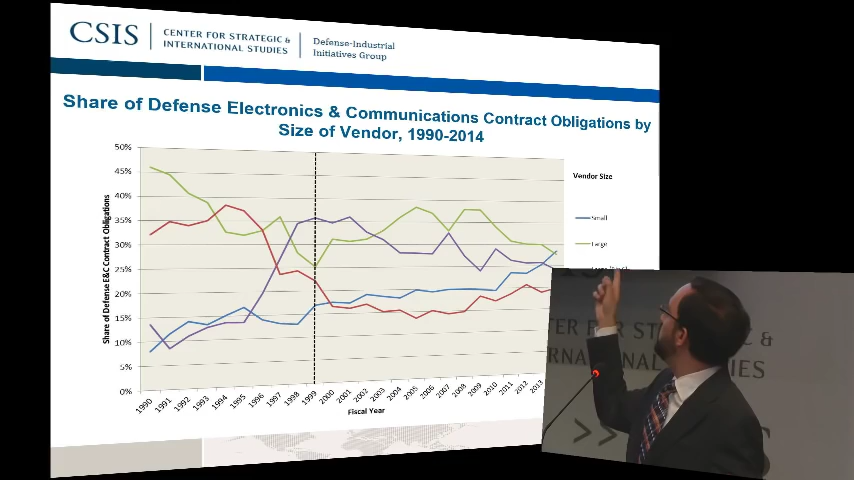 CSIS
CENTER FOR STRATEGIC &
INTERNATIONAL STUDIES
Defense-Industrial
Initiatives Group
Share of Defense Electronics & Communications Contract Obligations by
Size of Vendor, 1990-2014
Share of Defense E&C Contract Obligations
50%
45%
40%
35%
30%
25%
20%
15%
10%
5%
0%
1990
1991
1992
1993
1994
1995
1996
1997
1998
1999
2000
2001
2002
2003
2004
2005
2006
2007
2008
2009
2010
2011
2012
2013
Fiscal Year
Vendor Size
Small
Large
TER FOR ST
&